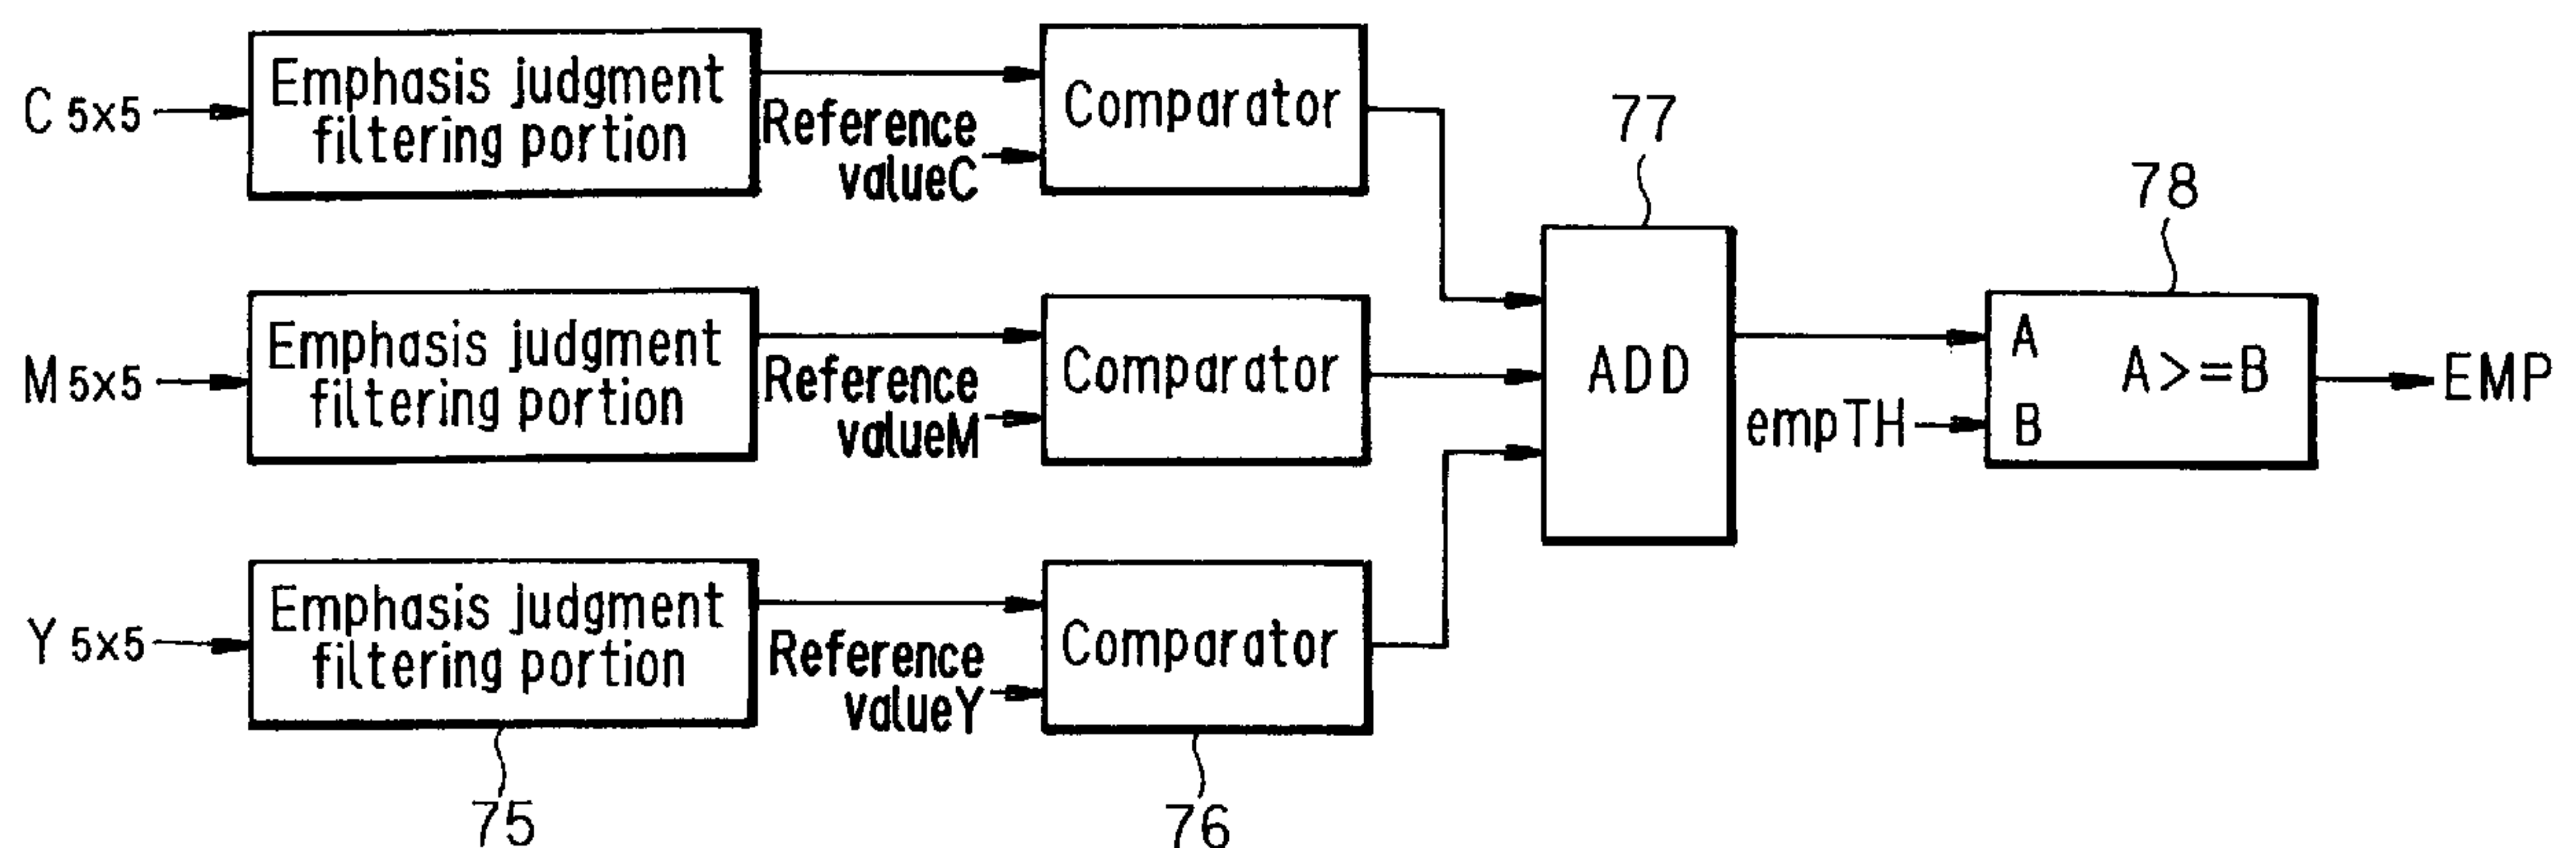 C 5x5
Emphasis judgment
filtering portion
Reference
valueC
Comparator
77
78
M 5x5
Emphasis judgment
filtering portion
Reference
valueM
Comparator
ADD
empTH
A
B
A>=B
EMP
Y 5x5
Emphasis judgment
filtering portion
Reference
valueY
Comparator
75
76